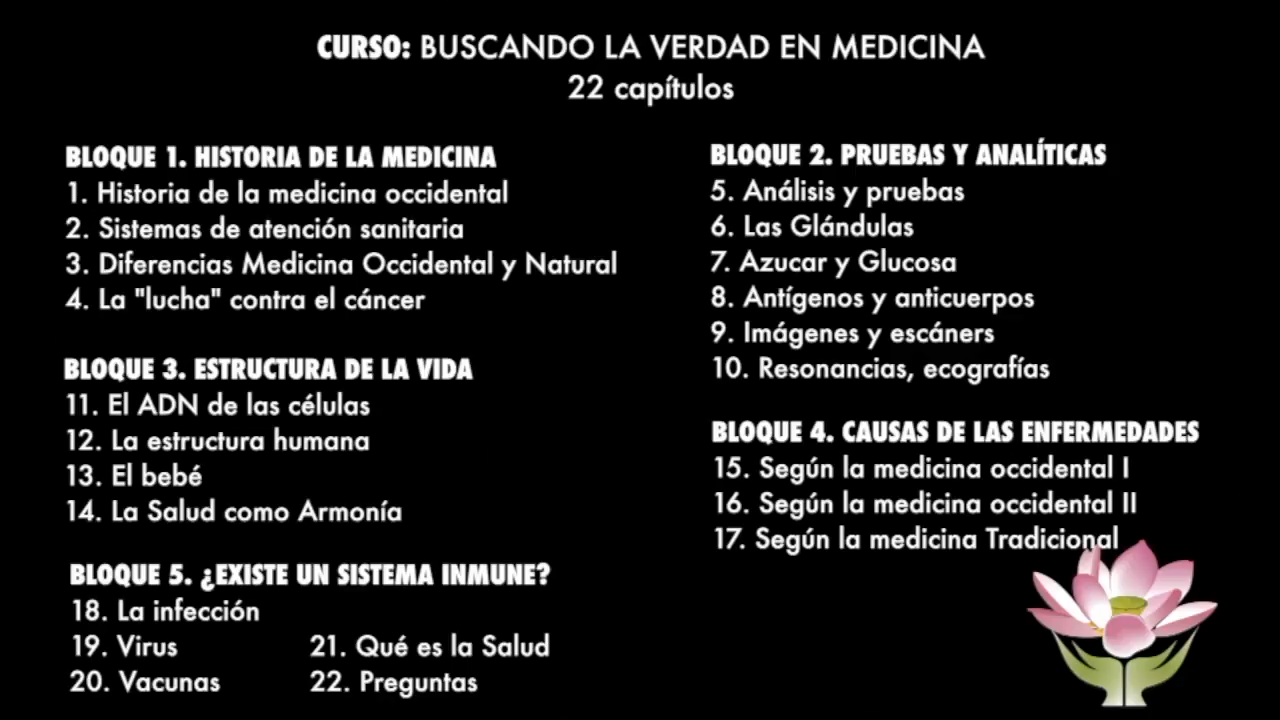 CURSO: BUSCANDO LA VERDAD EN MEDICINA
22 capítulos
BLOQUE 1. HISTORIA DE LA MEDICINA
1. Historia de la medicina occidental
2. Sistemas de atención sanitaria
3. Diferencias Medicina Occidental y Natural
4. La "lucha" contra el cáncer
BLOQUE 2. PRUEBAS Y ANALÍTICAS
5. Análisis y pruebas
6. Las Glándulas
7. Azucar y Glucosa
8. Antígenos y anticuerpos
9. Imágenes y escáners
10. Resonancias, ecografías
BLOQUE 3. ESTRUCTURA DE LA VIDA
11. El ADN de las células
12. La estructura humana
13. El bebé
14. La Salud como Armonía
BLOQUE 4. CAUSAS DE LAS ENFERMEDADES
15. Según la medicina occidental I
16. Según la medicina occidental II
17. Según la medicina Tradicional
BLOQUE 5. ¿EXISTE UN SISTEMA INMUNE?
18. La infección
19. Virus
20. Vacunas
21. Qué es la Salud
22. Preguntas